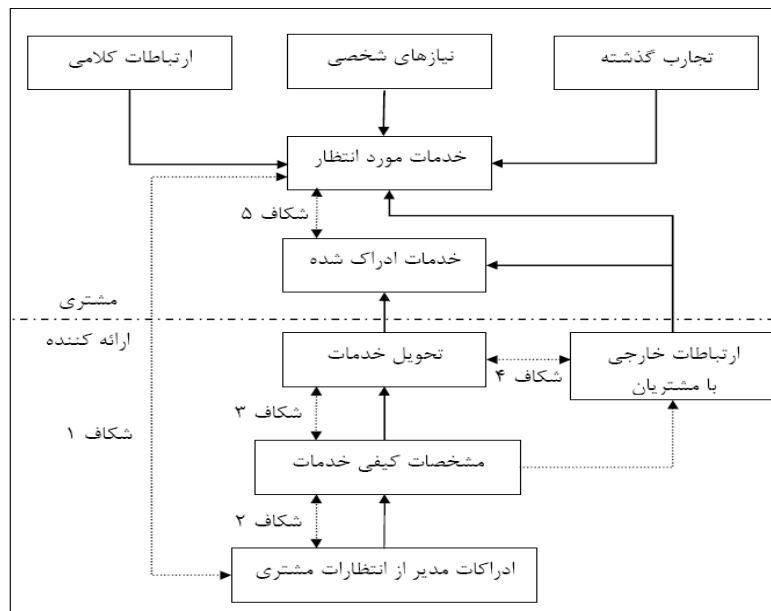 تجارب گذشته
نیازهای شخصی
ارتباطات کلامی
خدمات مورد انتظار
شکاف ۵
خدمات ادراک شده
مشتری
ارائه کننده
تحویل خدمات
ارتباطات خارجی
با مشتریان
شکاف ۴
شکاف ۳
شکاف ۱
مشخصات کیفی خدمات
شکاف ۲
ادراکات مدیر از انتظارات مشتری